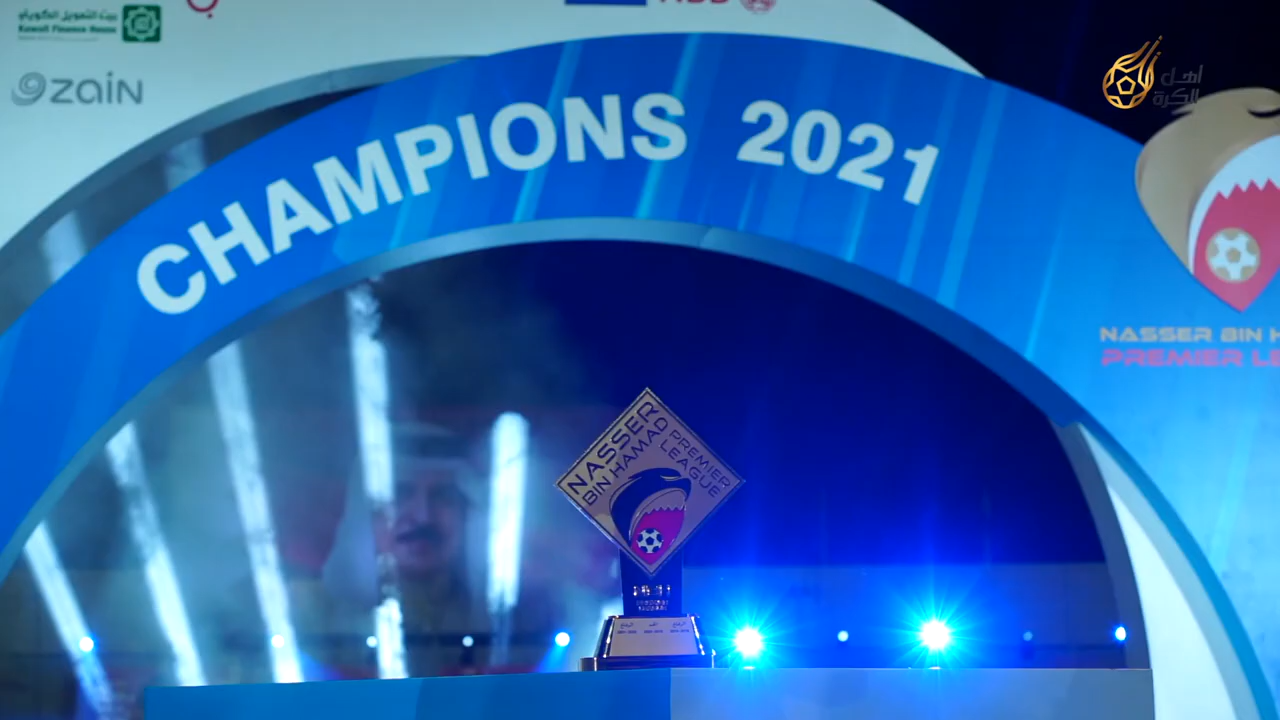 بيت التمويل الكويتي
Kuwait Finance House
zain
CHAMPIONS 2021
أهل
الكرة
NASSER BIN
PREMIER
NASSER
BIN HAMAD
PREMIER
LEAGUE